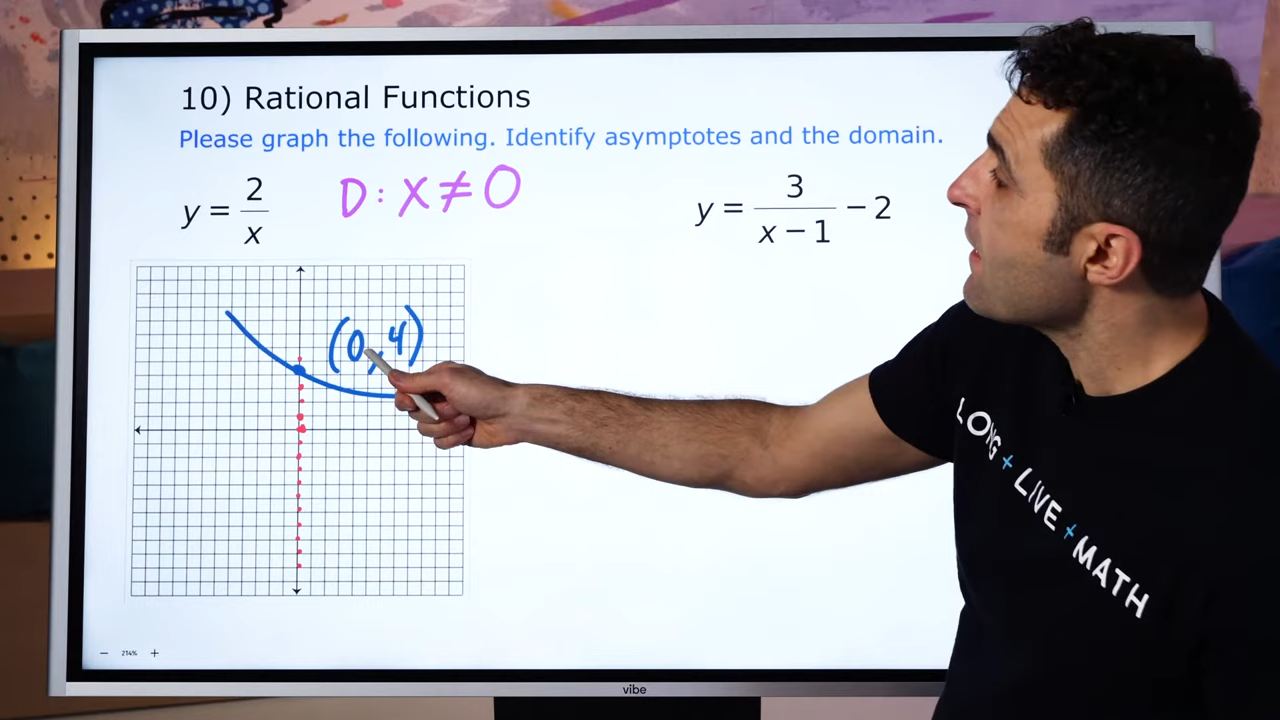 10) Rational Functions
Please graph the following. Identify asymptotes and the domain.
y = 2/x
D: X ≠ 0
y = 3/(x − 1) − 2
(0,4)
LONG + LIVE + MATH
− 214% +
vibe